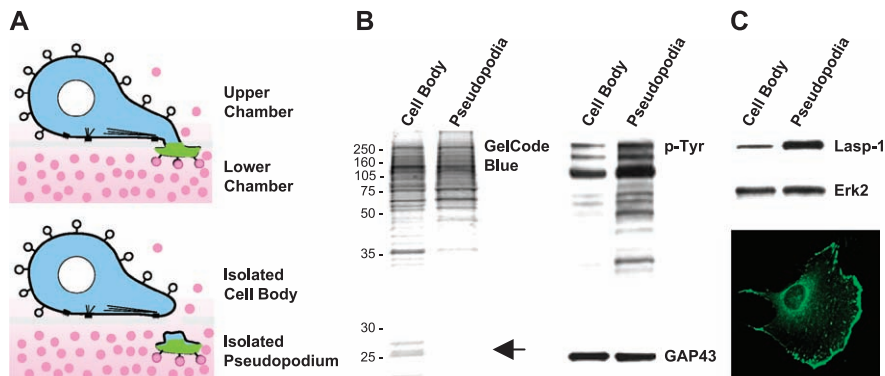 A
Upper
Chamber
Lower
Chamber
Isolated
Cell Body
Isolated
Pseudopodium
B
Cell Body
Pseudopodia
GelCode
Blue
250 -
160 -
105 -
75 -
50 -
35 -
30 -
25 -
Cell Body
Pseudopodia
p-Tyr
GAP43
C
Cell Body
Pseudopodia
Lasp-1
Erk2